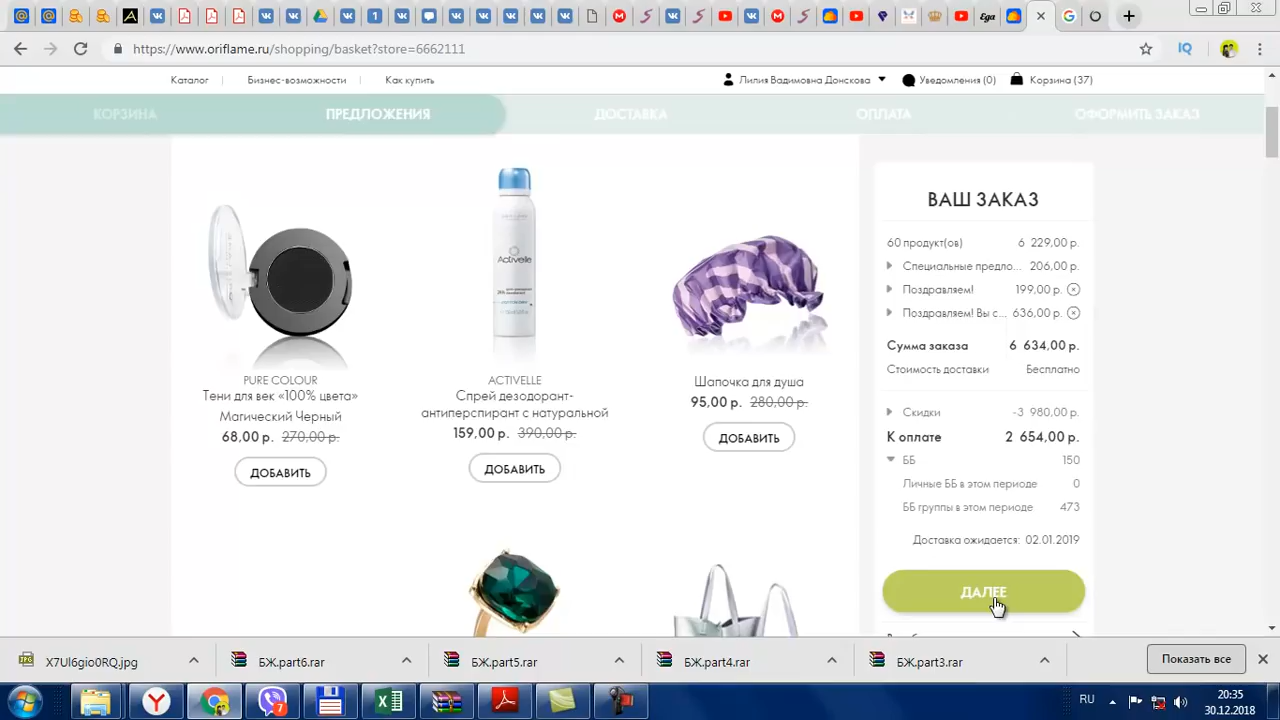 https://www.oriflame.ru/shopping/basket?store=6662111
Каталог
Бизнес-возможности
Как купить
Лилия Вадимовна Донскова
Уведомления (0)
Корзина (37)
КОРЗИНА
ПРЕДЛОЖЕНИЯ
ДОСТАВКА
ОПЛАТА
ОФОРМИТЬ ЗАКАЗ
PURE COLOUR
Тени для век «100% цвета»
Магический Черный
68,00 р. 270,00 р.
ДОБАВИТЬ
Activelle
ACTIVELLE
Спрей дезодорант-
антиперспирант с натуральной
159,00 р. 390,00 р.
ДОБАВИТЬ
Шапочка для душа
95,00 р. 280,00 р.
ДОБАВИТЬ
ВАШ ЗАКАЗ
60 продукт(ов) 6 229,00 р.
Специальные предло... 206,00 р.
Поздравляем! 199,00 р.
Поздравляем! Вы с... 636,00 р.
Сумма заказа 6 634,00 р.
Стоимость доставки Бесплатно
Скидки -3 980,00 р.
К оплате 2 654,00 р.
ББ 150
Личные ББ в этом периоде 0
ББ группы в этом периоде 473
Доставка ожидается: 02.01.2019
ДАЛЕЕ
X7Ul6gio0RQ.jpg
БЖ.part6.rar
БЖ.part5.rar
БЖ.part4.rar
БЖ.part3.rar
Показать все
RU
20:35
30.12.2018